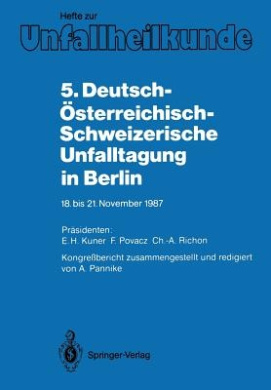 Hefte zur
Unfallheilkunde
5. Deutsch-
Österreichisch-
Schweizerische
Unfalltagung
in Berlin
18. bis 21. November 1987
Präsidenten:
E. H. Kuner F. Povacz Ch.-A. Richon
Kongreßbericht zusammengestellt und redigiert
von A. Pannike
Springer-Verlag